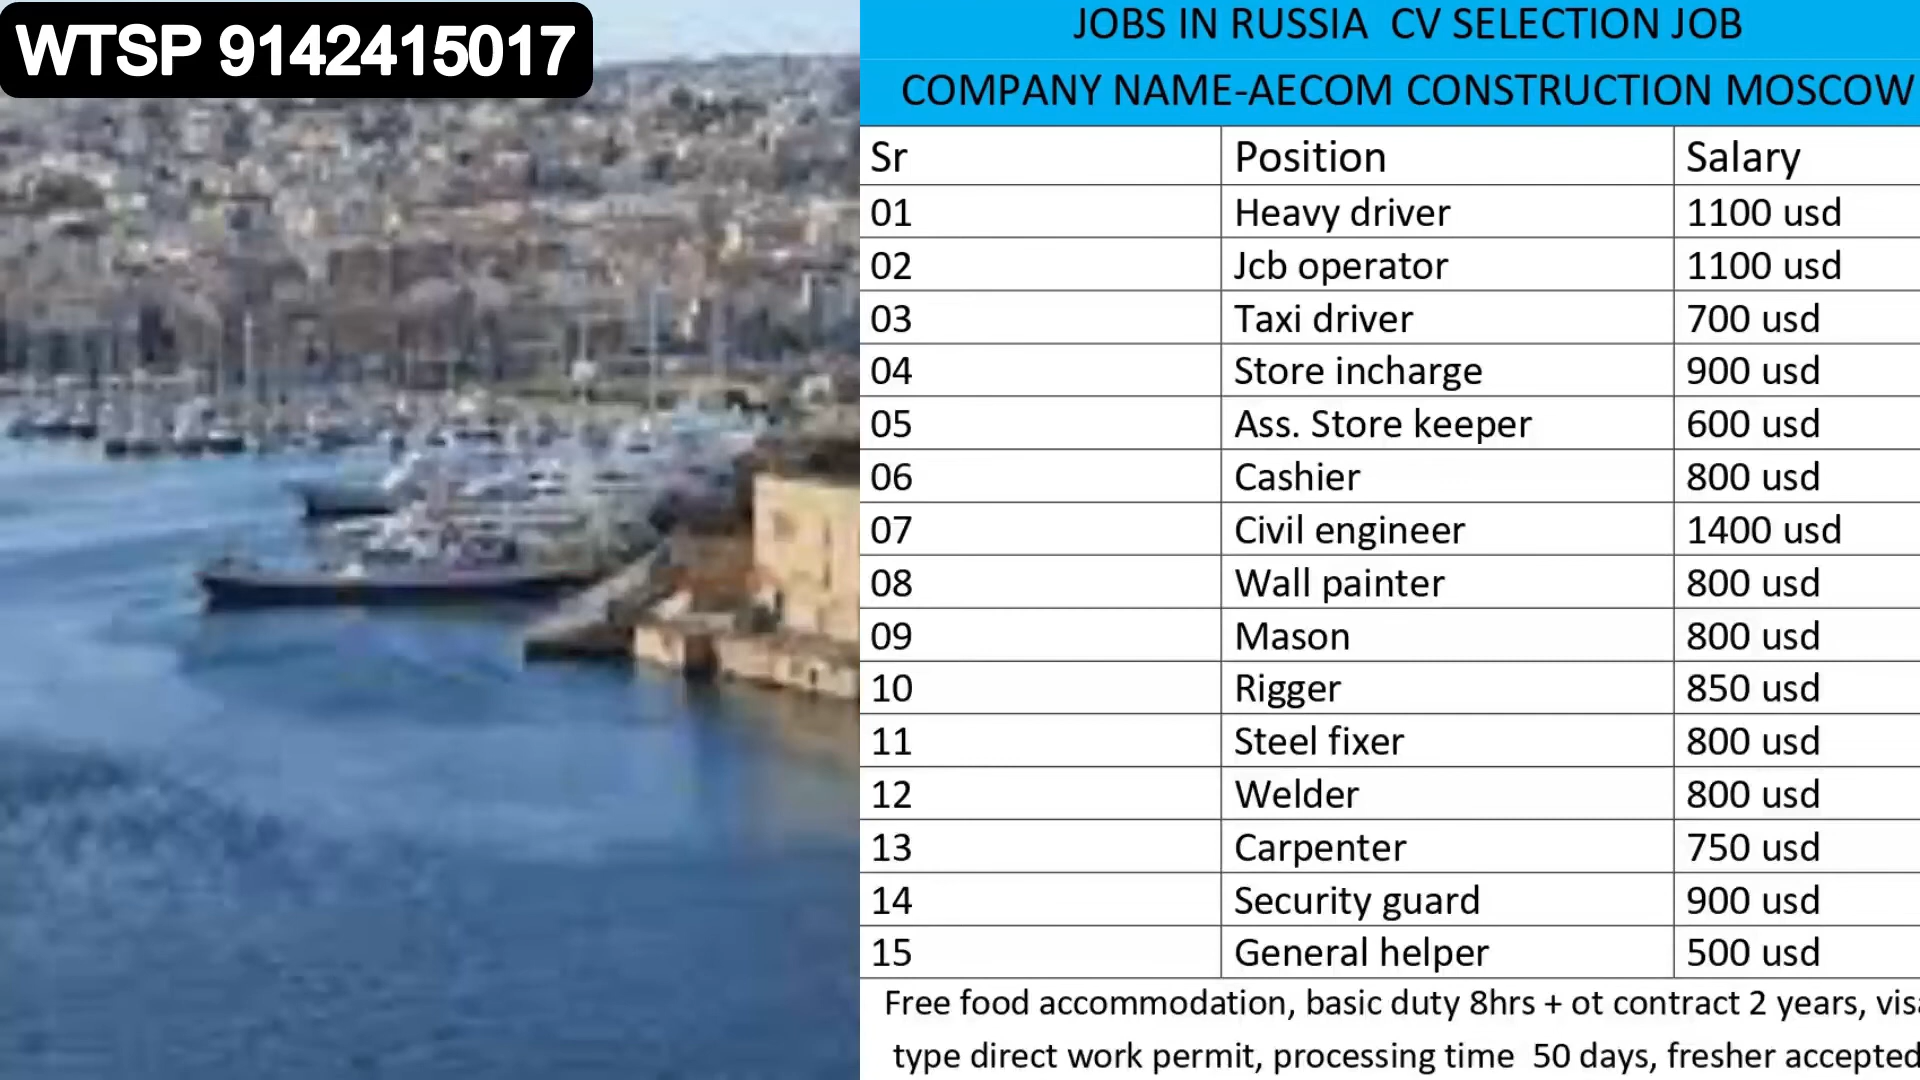 WTSP 9142415017
JOBS IN RUSSIA CV SELECTION JOB
COMPANY NAME-AECOM CONSTRUCTION MOSCOW
Sr Position Salary
01 Heavy driver 1100 usd
02 Jcb operator 1100 usd
03 Taxi driver 700 usd
04 Store incharge 900 usd
05 Ass. Store keeper 600 usd
06 Cashier 800 usd
07 Civil engineer 1400 usd
08 Wall painter 800 usd
09 Mason 800 usd
10 Rigger 850 usd
11 Steel fixer 800 usd
12 Welder 800 usd
13 Carpenter 750 usd
14 Security guard 900 usd
15 General helper 500 usd
Free food accommodation, basic duty 8hrs + ot contract 2 years,
type direct work permit, processing time 50 days, fresher accepted